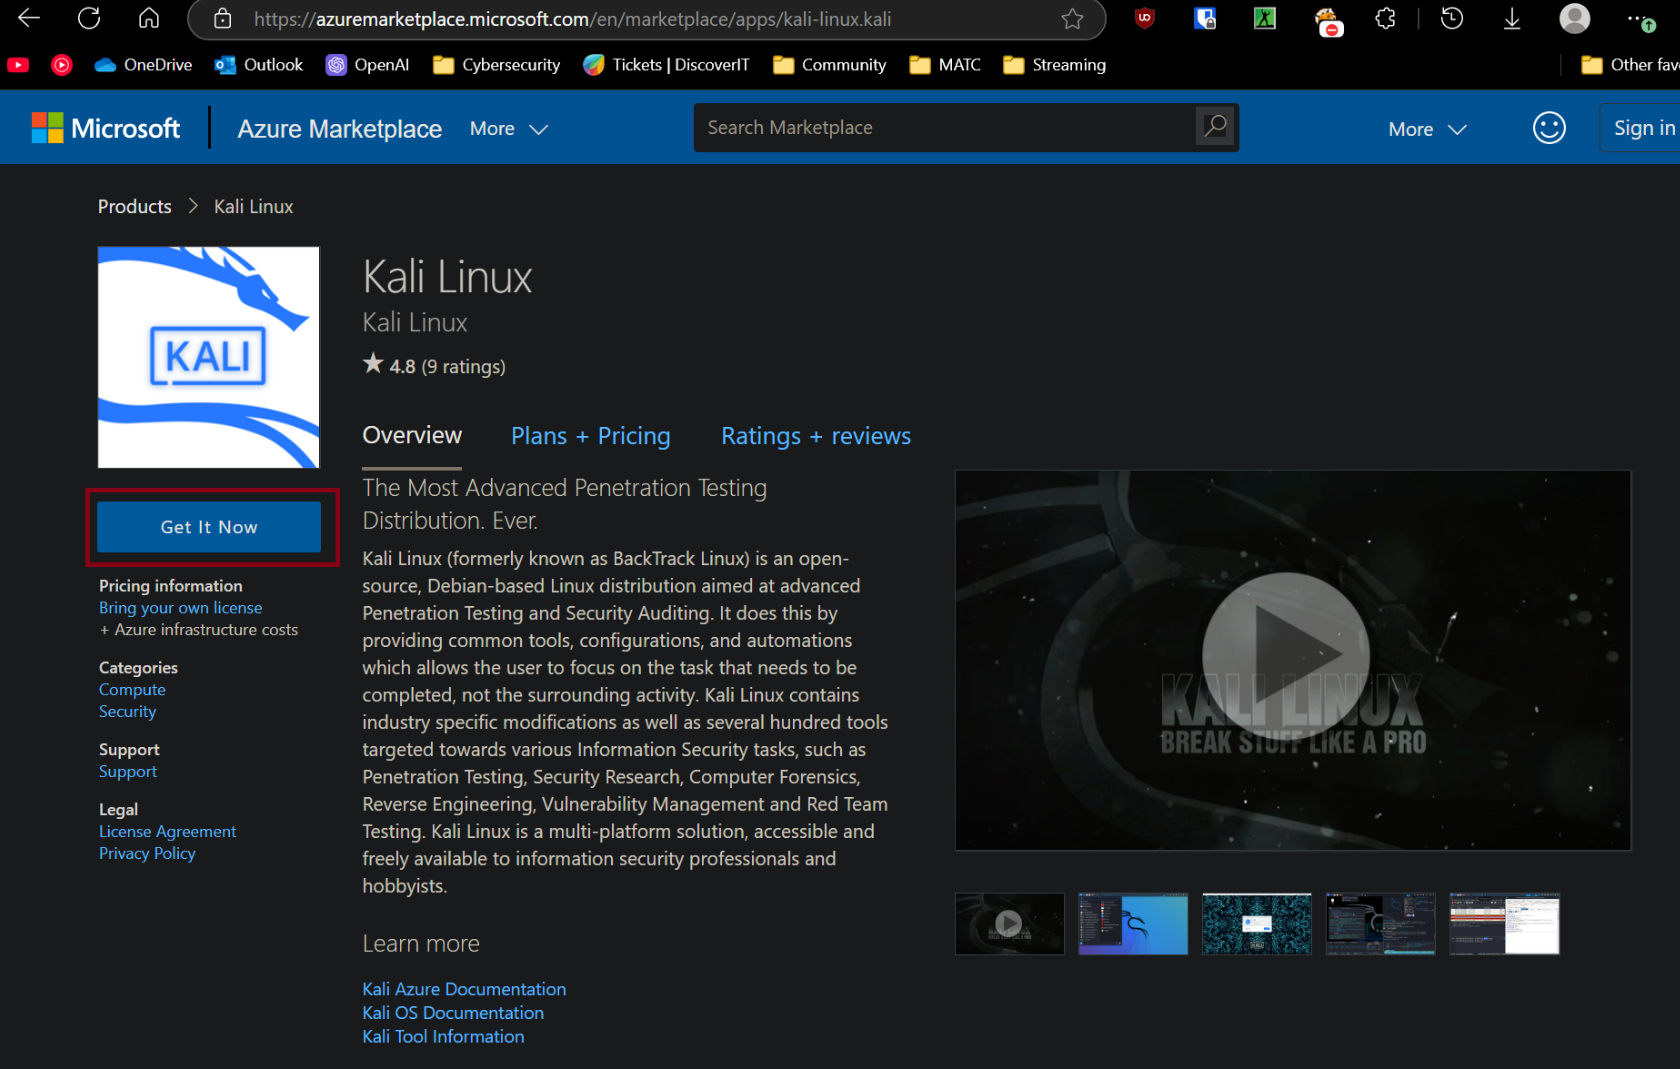 https://azuremarketplace.microsoft.com/en/marketplace/apps/kali-linux.kali
OneDrive
Outlook
OpenAI
Cybersecurity
Tickets | DiscoverIT
Community
MATC
Streaming
Other fav
Microsoft
Azure Marketplace
More
Search Marketplace
More
Sign in
Products > Kali Linux
KALI
Kali Linux
Kali Linux
★ 4.8 (9 ratings)
Overview
Plans + Pricing
Ratings + reviews
Get It Now
Pricing information
Bring your own license
+ Azure infrastructure costs
Categories
Compute
Security
Support
Support
Legal
License Agreement
Privacy Policy
The Most Advanced Penetration Testing
Distribution. Ever.
Kali Linux (formerly known as BackTrack Linux) is an open-
source, Debian-based Linux distribution aimed at advanced
Penetration Testing and Security Auditing. It does this by
providing common tools, configurations, and automations
which allows the user to focus on the task that needs to be
completed, not the surrounding activity. Kali Linux contains
industry specific modifications as well as several hundred tools
targeted towards various Information Security tasks, such as
Penetration Testing, Security Research, Computer Forensics,
Reverse Engineering, Vulnerability Management and Red Team
Testing. Kali Linux is a multi-platform solution, accessible and
freely available to information security professionals and
hobbyists.
Learn more
Kali Azure Documentation
Kali OS Documentation
Kali Tool Information
KALI LINUX
BREAK STUFF LIKE A PRO